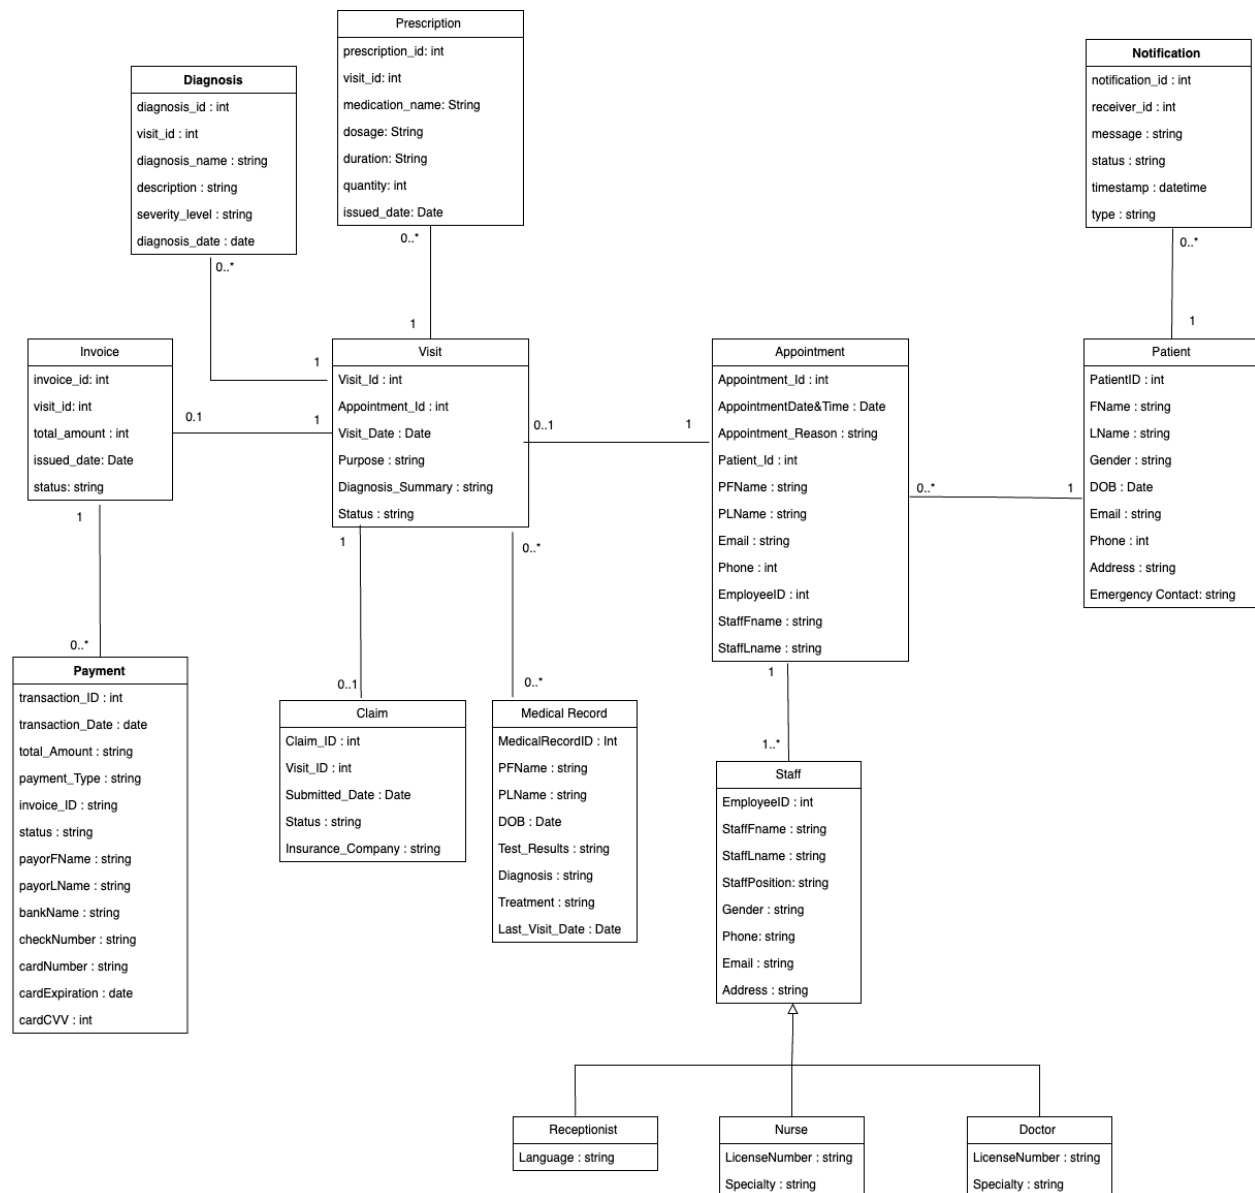 Prescription
prescription_id: int
visit_id: int
medication_name: String
dosage: String
duration: String
quantity: int
issued_date: Date
0..*
1
Diagnosis
diagnosis_id : int
visit_id : int
diagnosis_name : string
description : string
severity_level : string
diagnosis_date : date
0..*
1
Notification
notification_id : int
receiver_id : int
message : string
status : string
timestamp : datetime
type : string
0..*
1
Invoice
invoice_id: int
visit_id: int
total_amount : int
issued_date: Date
status: string
0.1
1
1
0..*
Visit
Visit_Id : int
Appointment_Id : int
Visit_Date : Date
Purpose : string
Diagnosis_Summary : string
Status : string
0..1
1
1
0..1
0..*
0..*
Appointment
Appointment_Id : int
AppointmentDate&Time : Date
Appointment_Reason : string
Patient_Id : int
PFName : string
PLName : string
Email : string
Phone : int
EmployeeID : int
StaffFname : string
StaffLname : string
0..*
1
1
1..*
Patient
PatientID : int
FName : string
LName : string
Gender : string
DOB : Date
Email : string
Phone : int
Address : string
Emergency Contact: string
Payment
transaction_ID : int
transaction_Date : date
total_Amount : string
payment_Type : string
invoice_ID : string
status : string
payorFName : string
payorLName : string
bankName : string
checkNumber : string
cardNumber : string
cardExpiration : date
cardCVV : int
Claim
Claim_ID : int
Visit_ID : int
Submitted_Date : Date
Status : string
Insurance_Company : string
Medical Record
MedicalRecordID : Int
PFName : string
PLName : string
DOB : Date
Test_Results : string
Diagnosis : string
Treatment : string
Last_Visit_Date : Date
Staff
EmployeeID : int
StaffFname : string
StaffLname : string
StaffPosition: string
Gender : string
Phone: string
Email : string
Address : string
Receptionist
Language : string
Nurse
LicenseNumber : string
Specialty : string
Doctor
LicenseNumber : string
Specialty : string